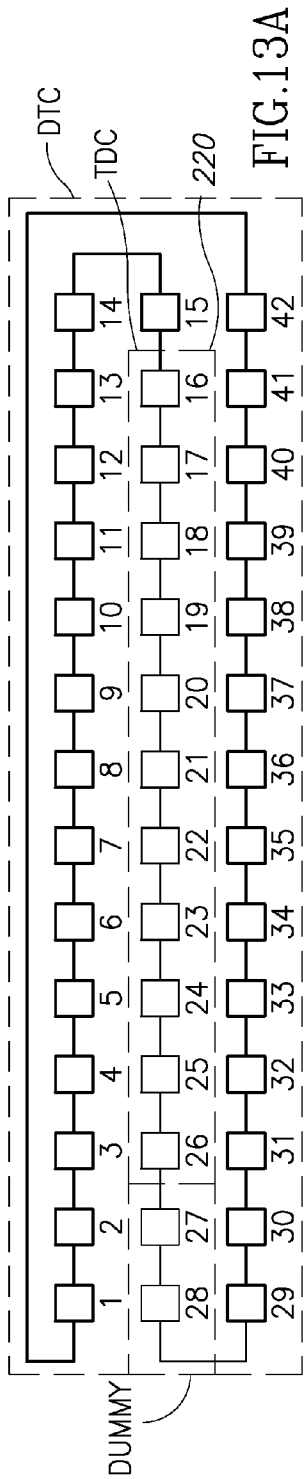 DTC
TDC
220
1 2 3 4 5 6 7 8 9 10 11 12 13 14
28 27 26 25 24 23 22 21 20 19 18 17 16 15
29 30 31 32 33 34 35 36 37 38 39 40 41 42
DUMMY
FIG.13A